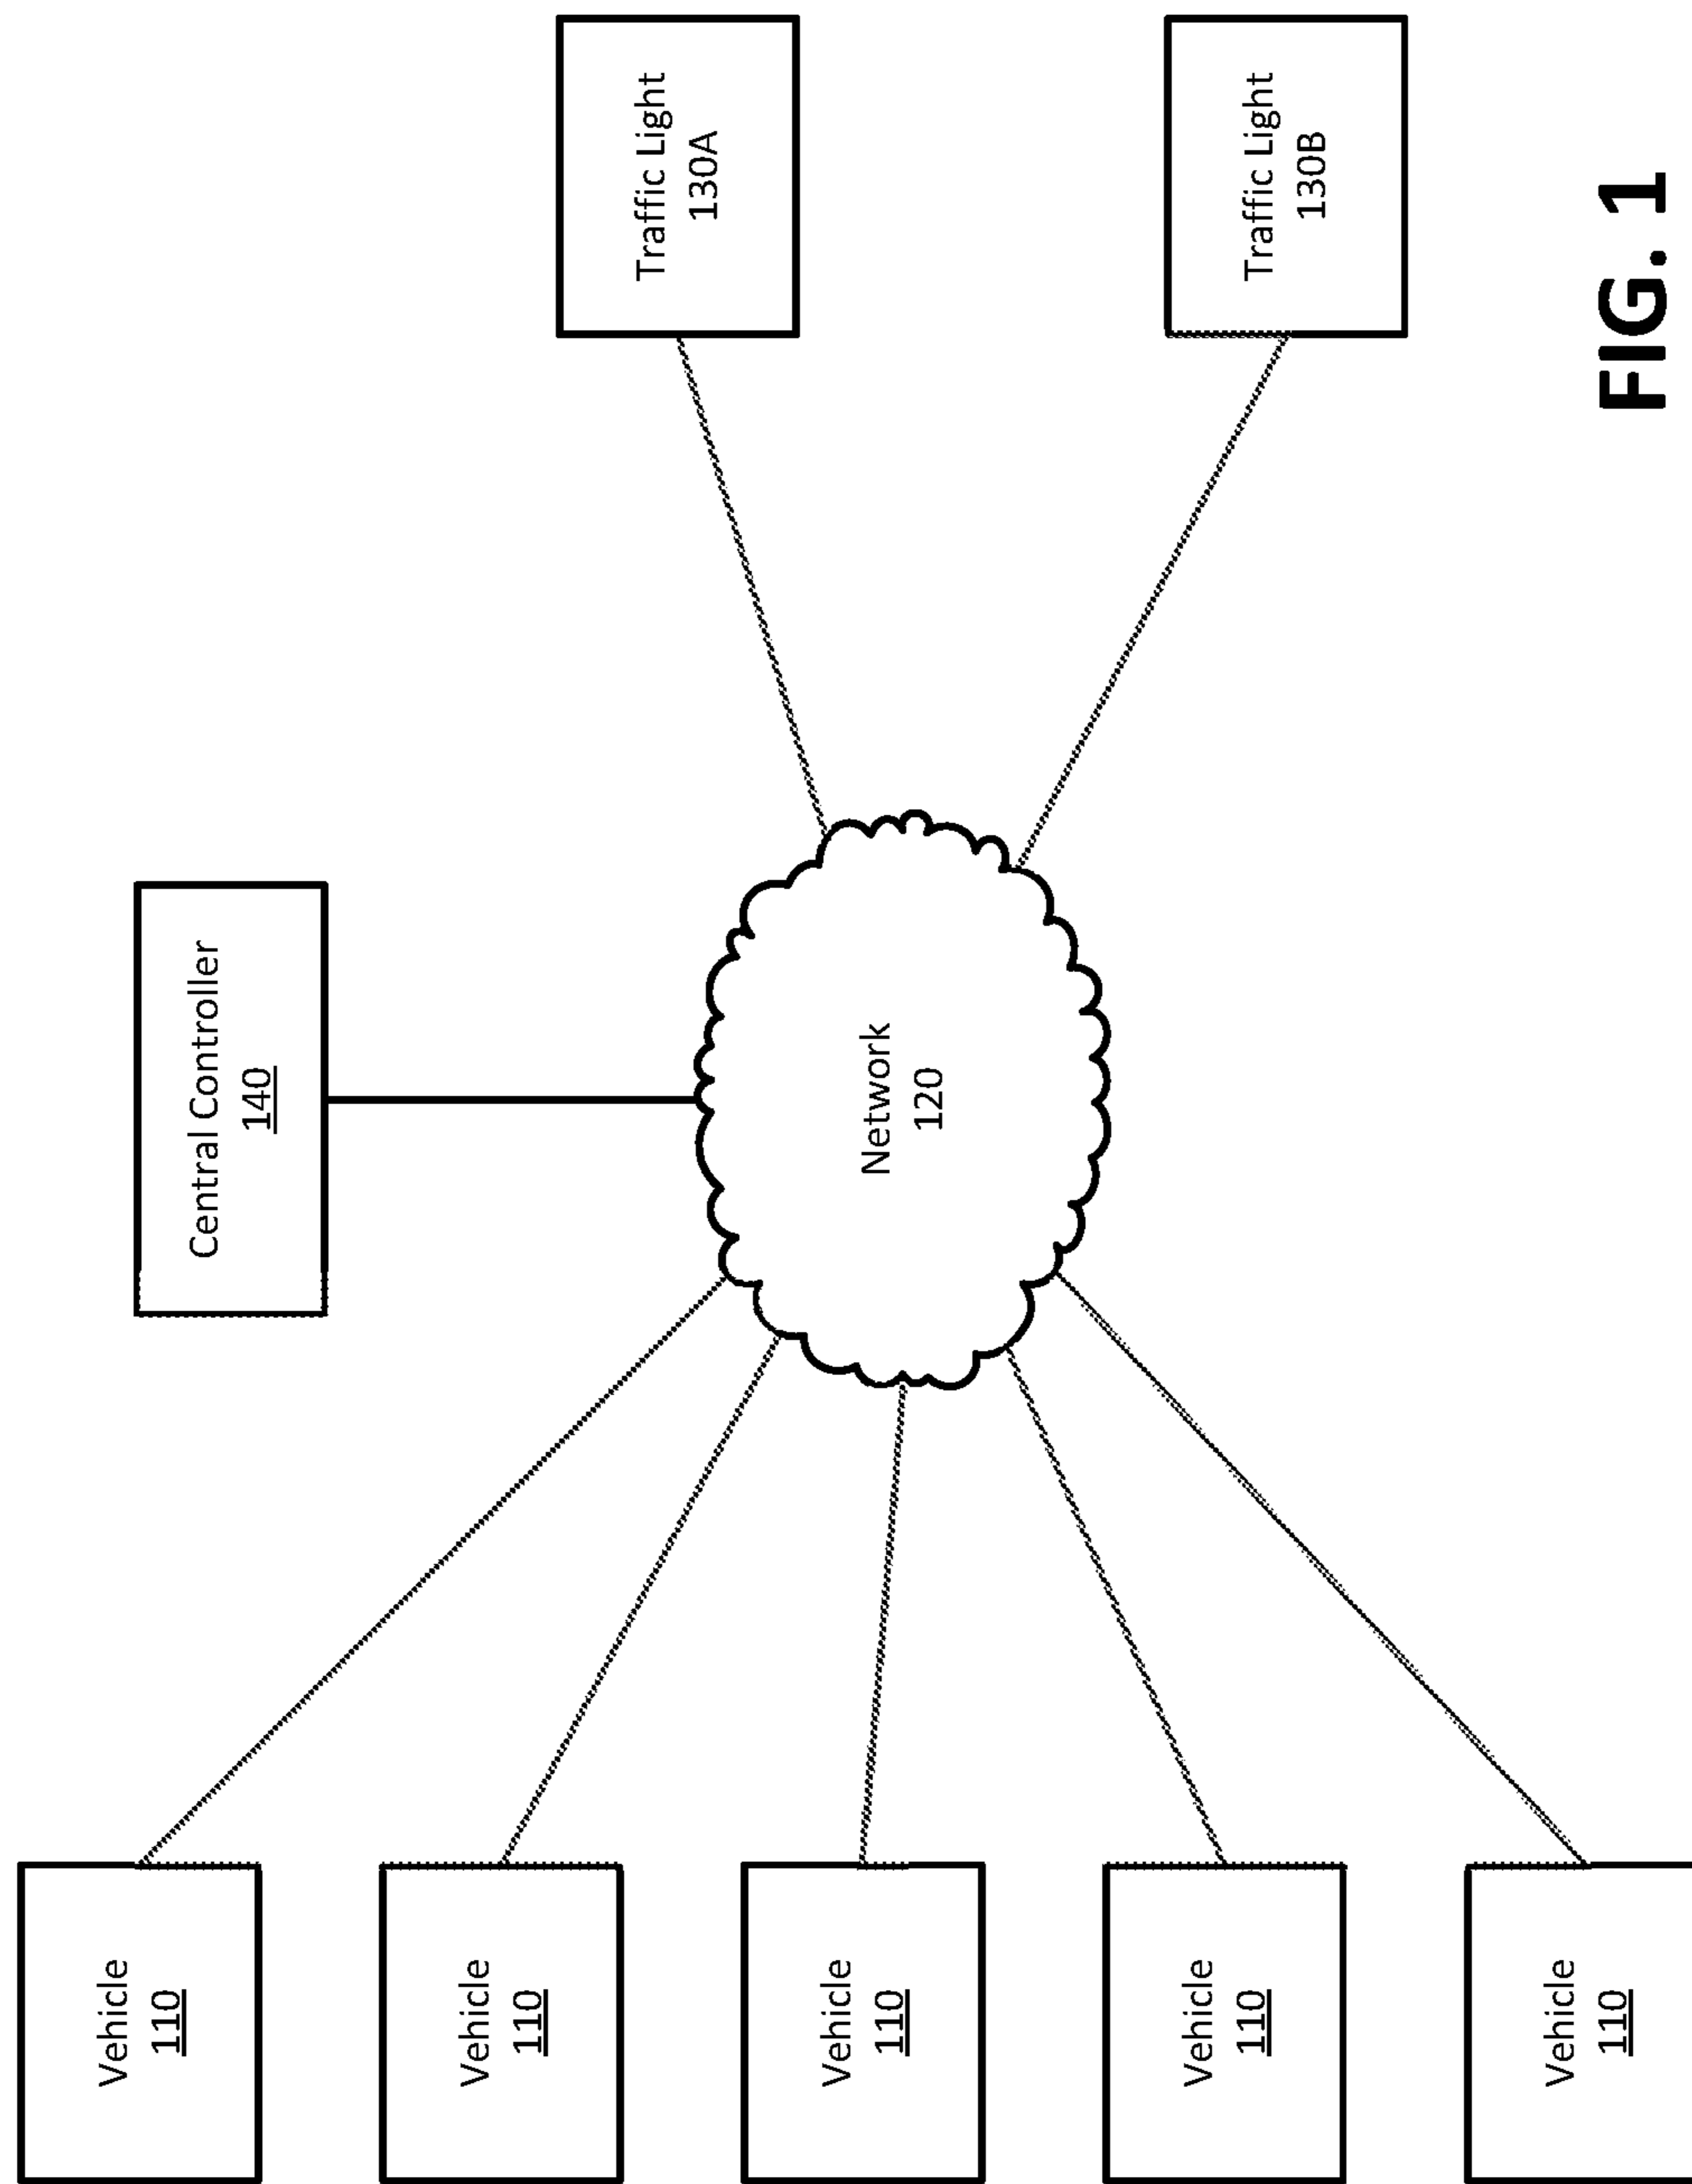 Central Controller
140
Vehicle
110
Vehicle
110
Vehicle
110
Vehicle
110
Vehicle
110
Network
120
Traffic Light
130A
Traffic Light
130B
FIG. 1